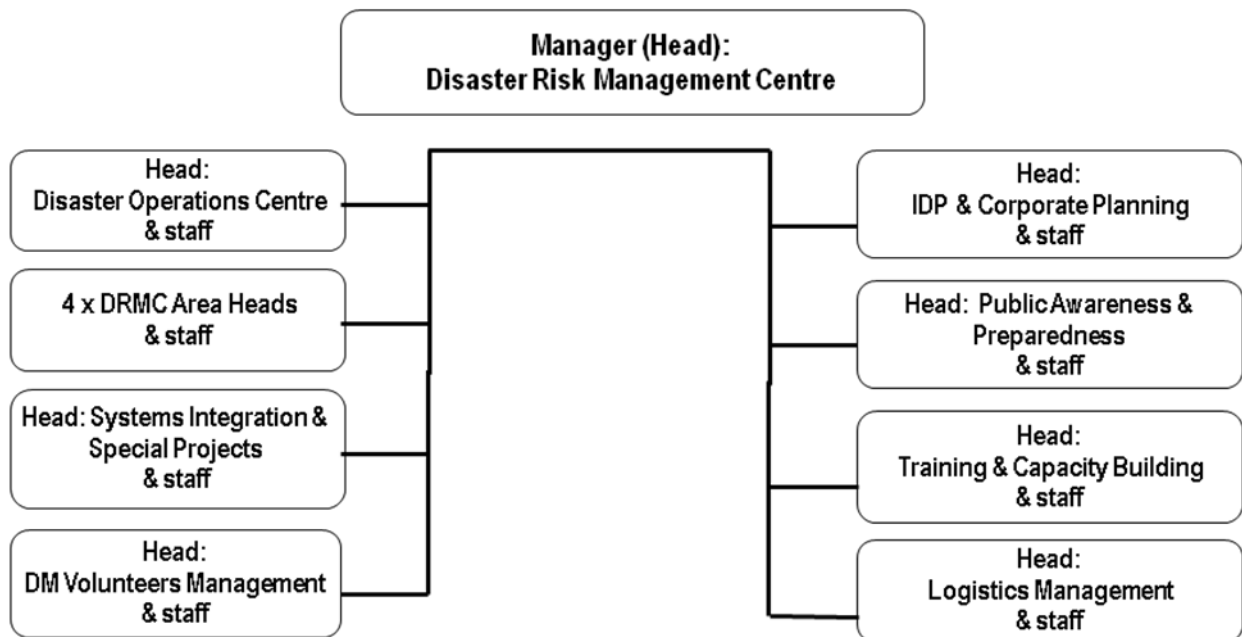 Manager (Head):
Disaster Risk Management Centre
Head:
Disaster Operations Centre
& staff
4 x DRMC Area Heads
& staff
Head: Systems Integration &
Special Projects
& staff
Head:
DM Volunteers Management
& staff
Head:
IDP & Corporate Planning
& staff
Head: Public Awareness &
Preparedness
& staff
Head:
Training & Capacity Building
& staff
Head:
Logistics Management
& staff